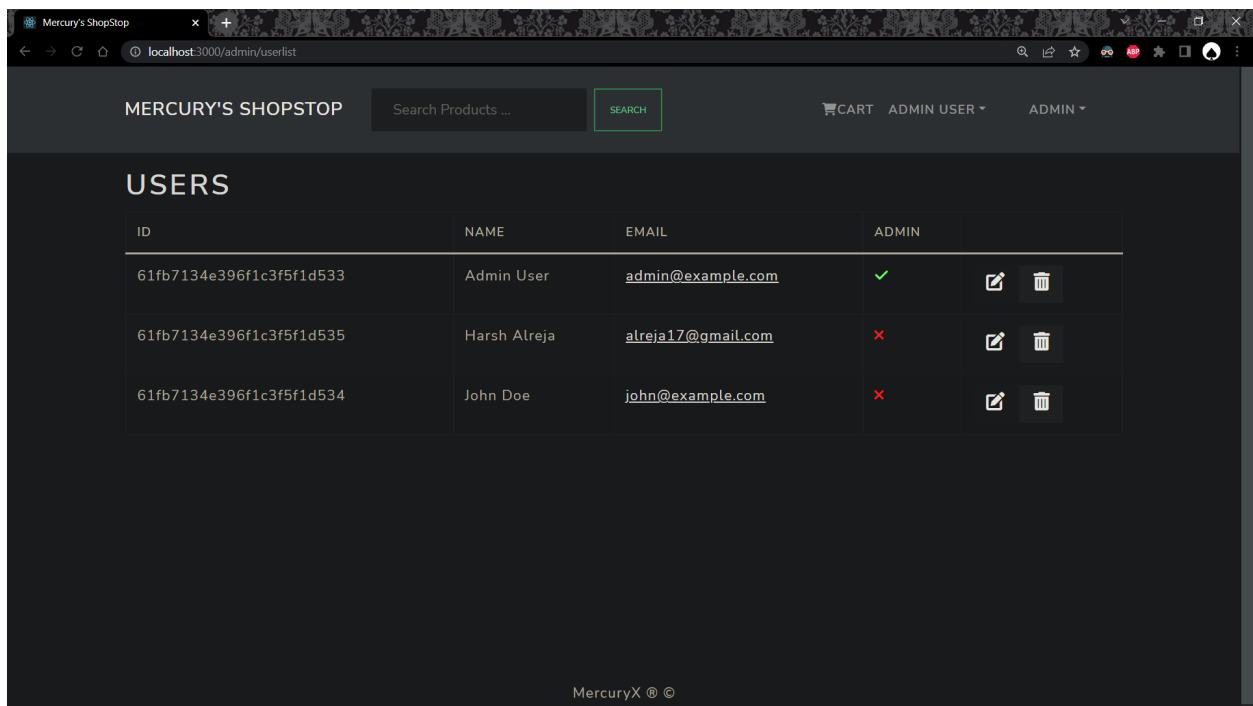 Mercury's ShopStop
localhost:3000/admin/userlist
ABP
MERCURY'S SHOPSTOP Search Products ... SEARCH CART ADMIN USER ADMIN
USERS
ID NAME EMAIL ADMIN
61fb7134e396f1c3f5f1d533 Admin User admin@example.com
61fb7134e396f1c3f5f1d535 Harsh Alreja alreja17@gmail.com
61fb7134e396f1c3f5f1d534 John Doe john@example.com
MercuryX ® ©